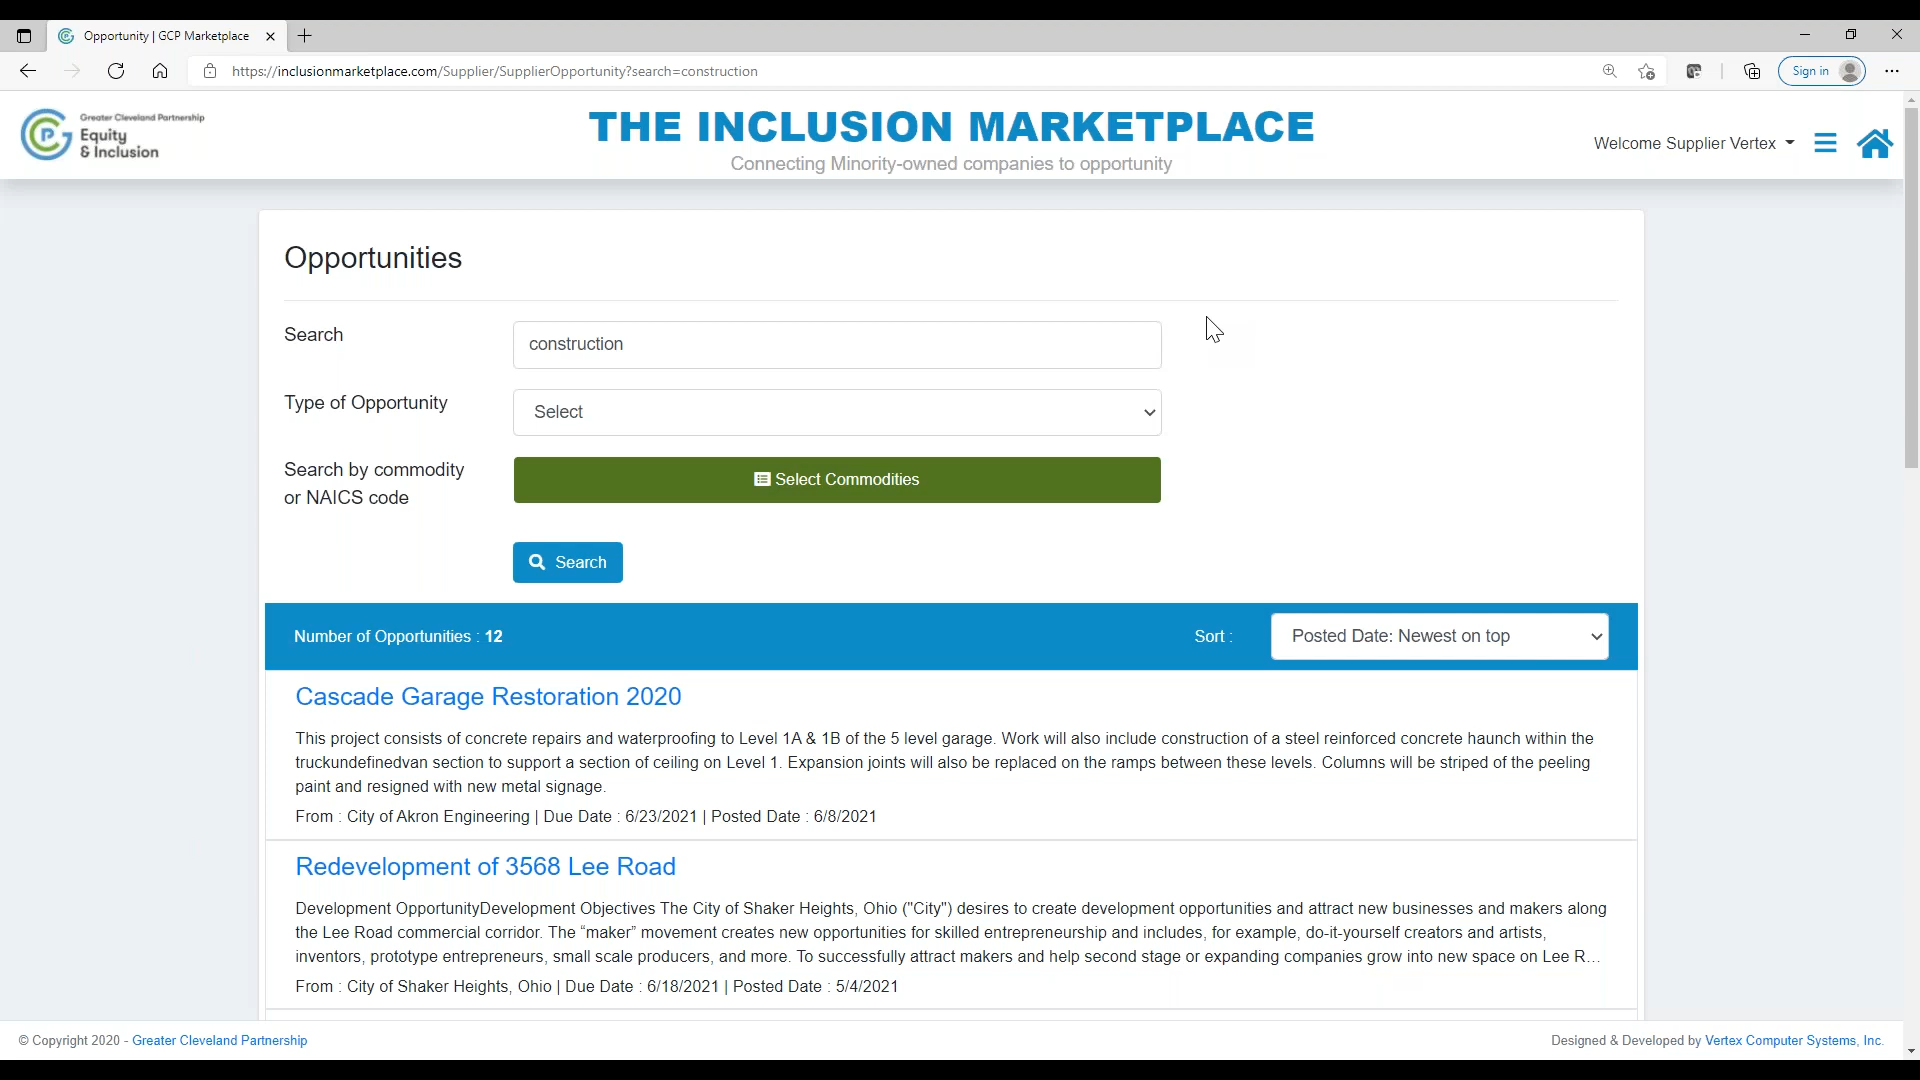 Opportunity | GCP Marketplace
https://inclusionmarketplace.com/Supplier/SupplierOpportunity?search=construction
Sign in
Greater Cleveland Partnership
Equity
& Inclusion
THE INCLUSION MARKETPLACE
Connecting Minority-owned companies to opportunity
Welcome Supplier Vertex
Opportunities
Search
construction
Type of Opportunity
Select
Search by commodity
or NAICS code
Select Commodities
Search
Number of Opportunities : 12
Sort :
Posted Date: Newest on top
Cascade Garage Restoration 2020
This project consists of concrete repairs and waterproofing to Level 1A & 1B of the 5 level garage. Work will also include construction of a steel reinforced concrete haunch within the
truckundefinedvan section to support a section of ceiling on Level 1. Expansion joints will also be replaced on the ramps between these levels. Columns will be striped of the peeling
paint and resigned with new metal signage.
From : City of Akron Engineering | Due Date : 6/23/2021 | Posted Date : 6/8/2021
Redevelopment of 3568 Lee Road
Development OpportunityDevelopment Objectives The City of Shaker Heights, Ohio ("City") desires to create development opportunities and attract new businesses and makers along
the Lee Road commercial corridor. The “maker” movement creates new opportunities for skilled entrepreneurship and includes, for example, do-it-yourself creators and artists,
inventors, prototype entrepreneurs, small scale producers, and more. To successfully attract makers and help second stage or expanding companies grow into new space on Lee R...
From : City of Shaker Heights, Ohio | Due Date : 6/18/2021 | Posted Date : 5/4/2021
© Copyright 2020 - Greater Cleveland Partnership
Designed & Developed by Vertex Computer Systems, Inc.